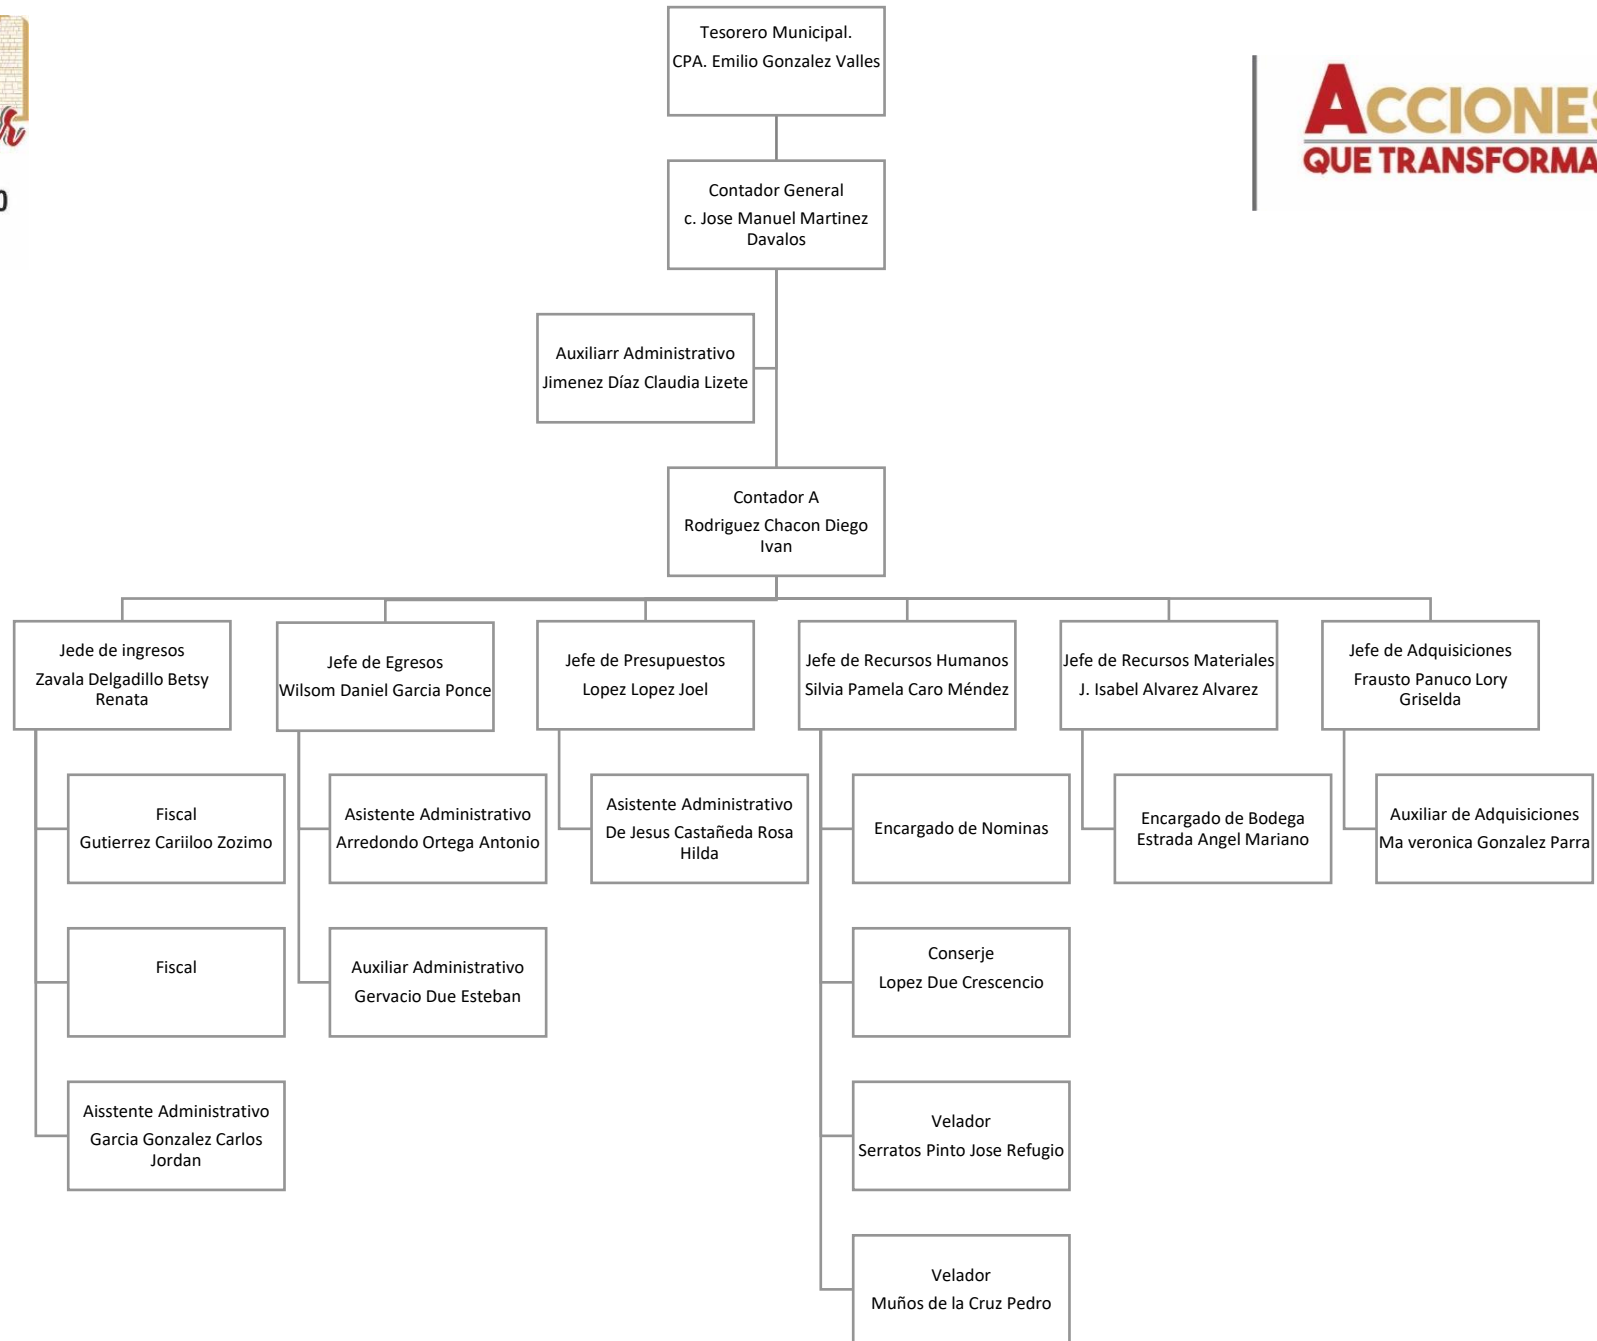 Tesorero Municipal.
CPA. Emilio Gonzalez Valles
ACCIONES
QUE TRANSFORMA
Contador General
c. Jose Manuel Martinez
Davalos
Auxiliarr Administrativo
Jimenez Díaz Claudia Lizete
Contador A
Rodriguez Chacon Diego
Ivan
Jede de ingresos
Zavala Delgadillo Betsy
Renata
Jefe de Egresos
Wilsom Daniel Garcia Ponce
Jefe de Presupuestos
Lopez Lopez Joel
Jefe de Recursos Humanos
Silvia Pamela Caro Méndez
Jefe de Recursos Materiales
J. Isabel Alvarez Alvarez
Jefe de Adquisiciones
Frausto Panuco Lory
Griselda
Fiscal
Gutierrez Cariiloo Zozimo
Asistente Administrativo
Arredondo Ortega Antonio
Asistente Administrativo
De Jesus Castañeda Rosa
Hilda
Encargado de Nominas
Encargado de Bodega
Estrada Angel Mariano
Auxiliar de Adquisiciones
Ma veronica Gonzalez Parra
Fiscal
Auxiliar Administrativo
Gervacio Due Esteban
Conserje
Lopez Due Crescencio
Aisstente Administrativo
Garcia Gonzalez Carlos
Jordan
Velador
Serratos Pinto Jose Refugio
Velador
Muños de la Cruz Pedro